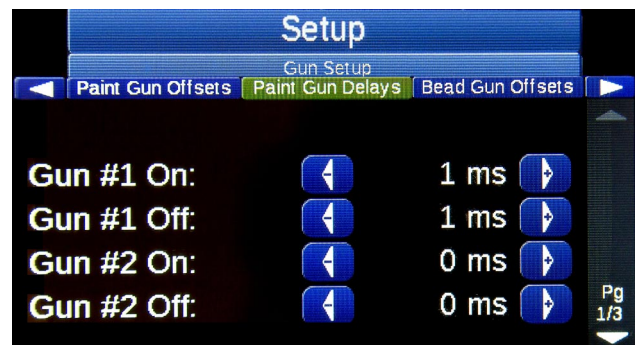 Setup
Gun Setup
Paint Gun Offsets Paint Gun Delays Bead Gun Offsets
Gun #1 On: - 1 ms +
Gun #1 Off: - 1 ms +
Gun #2 On: - 0 ms +
Gun #2 Off: - 0 ms +
Pg
1/3